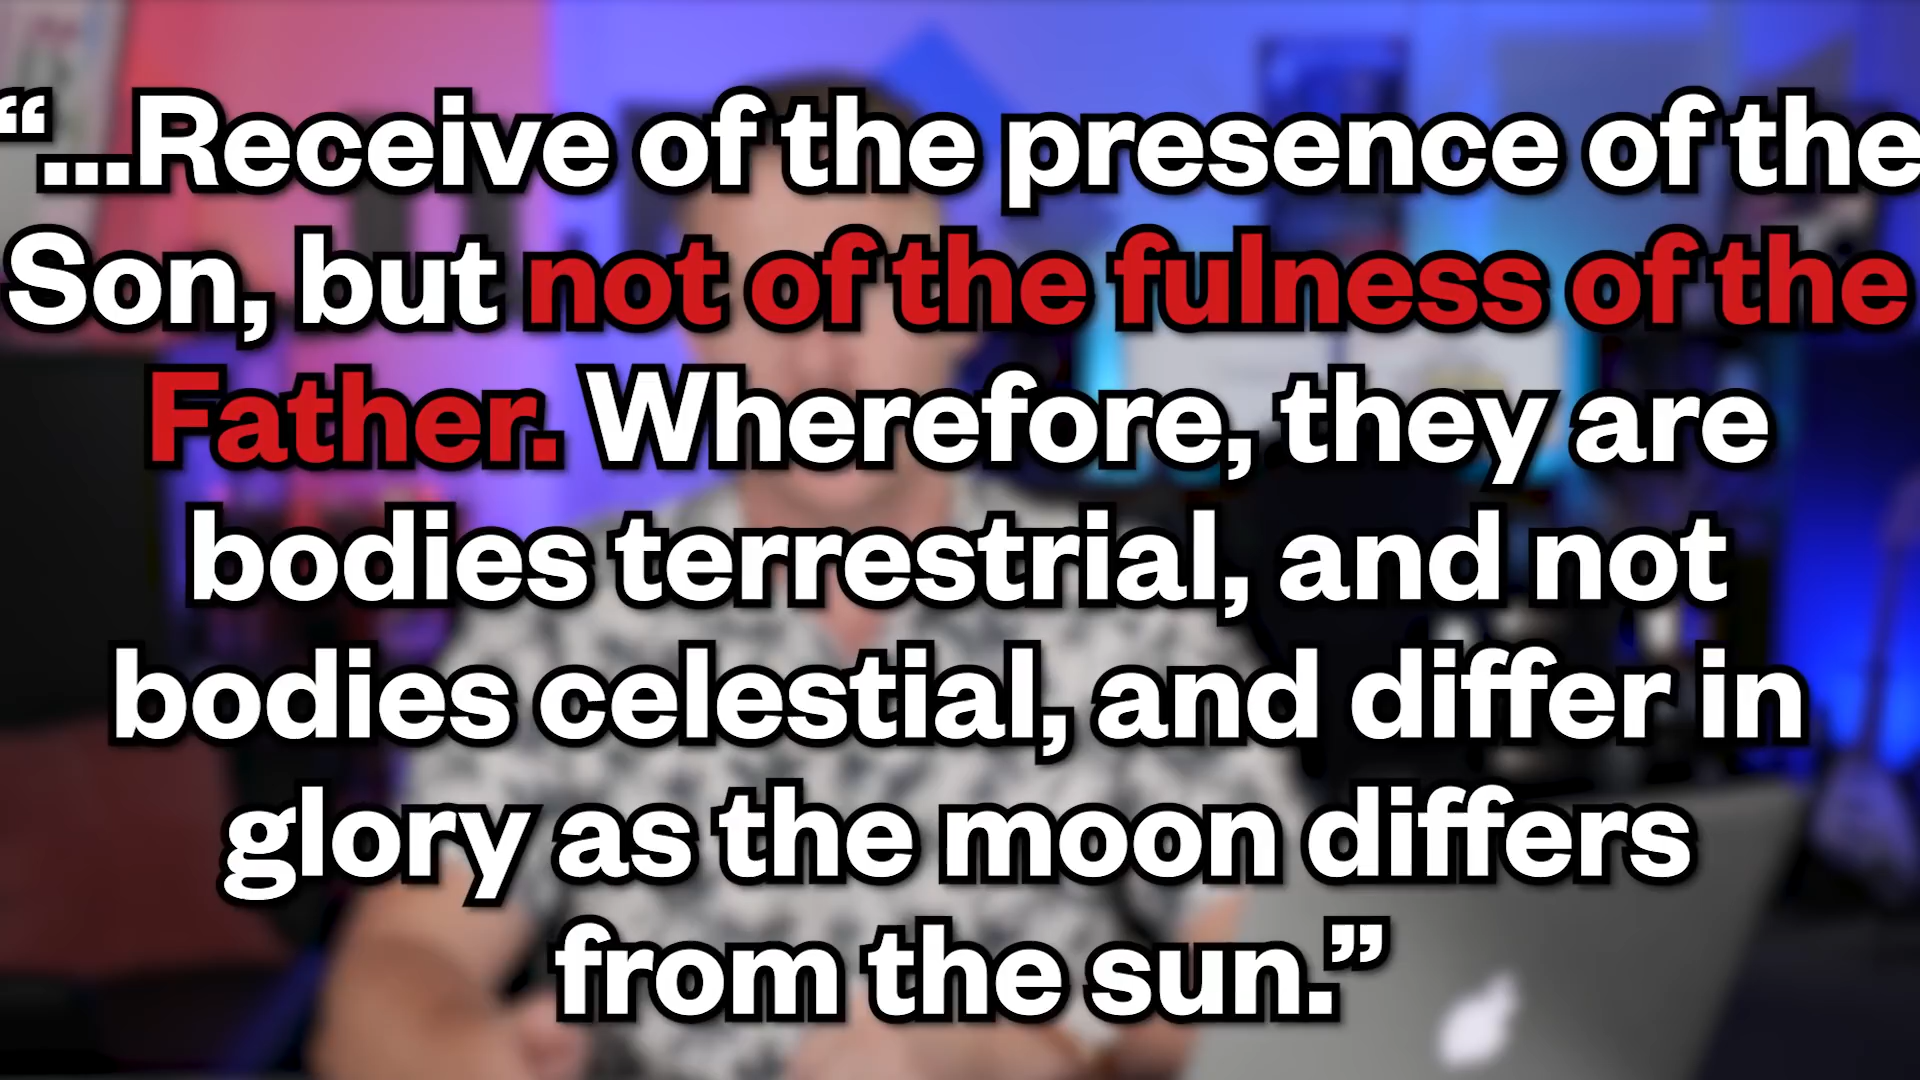 “...Receive of the presence of the
Son, but not of the fulness of the
Father. Wherefore, they are
bodies terrestrial, and not
bodies celestial, and differ in
glory as the moon differs
from the sun.”